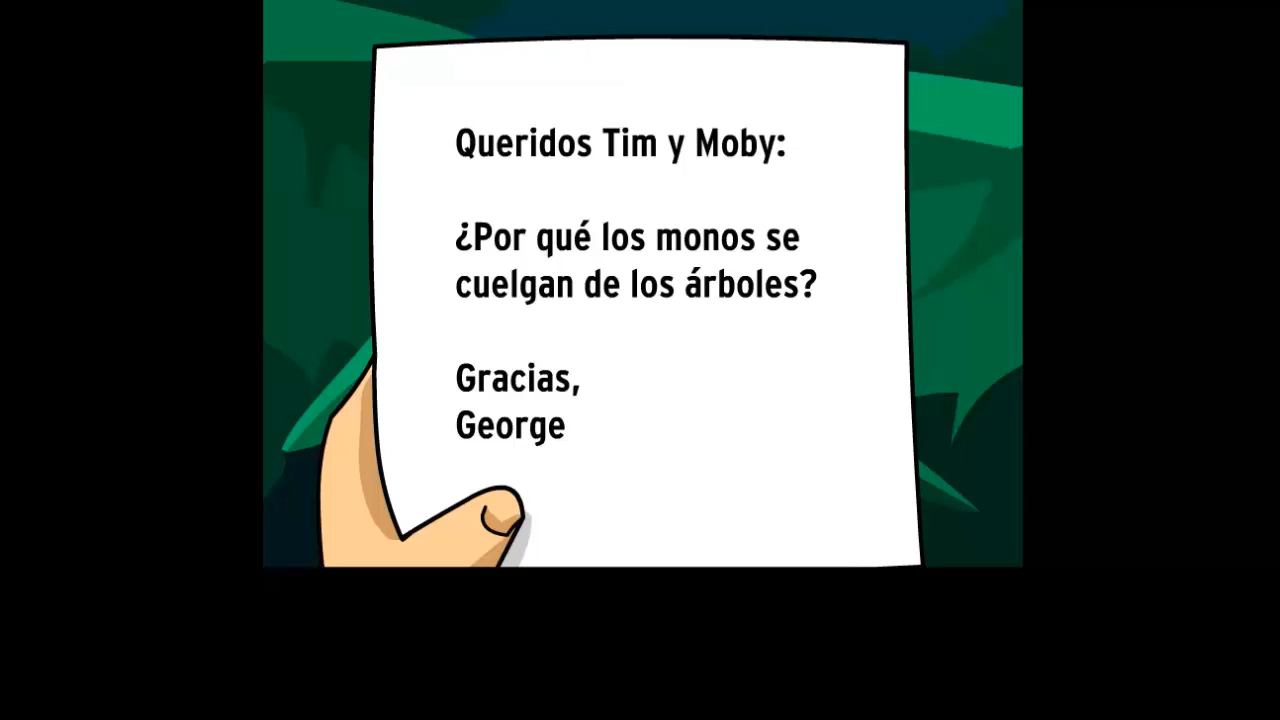 Queridos Tim y Moby:
¿Por qué los monos se
cuelgan de los árboles?
Gracias,
George